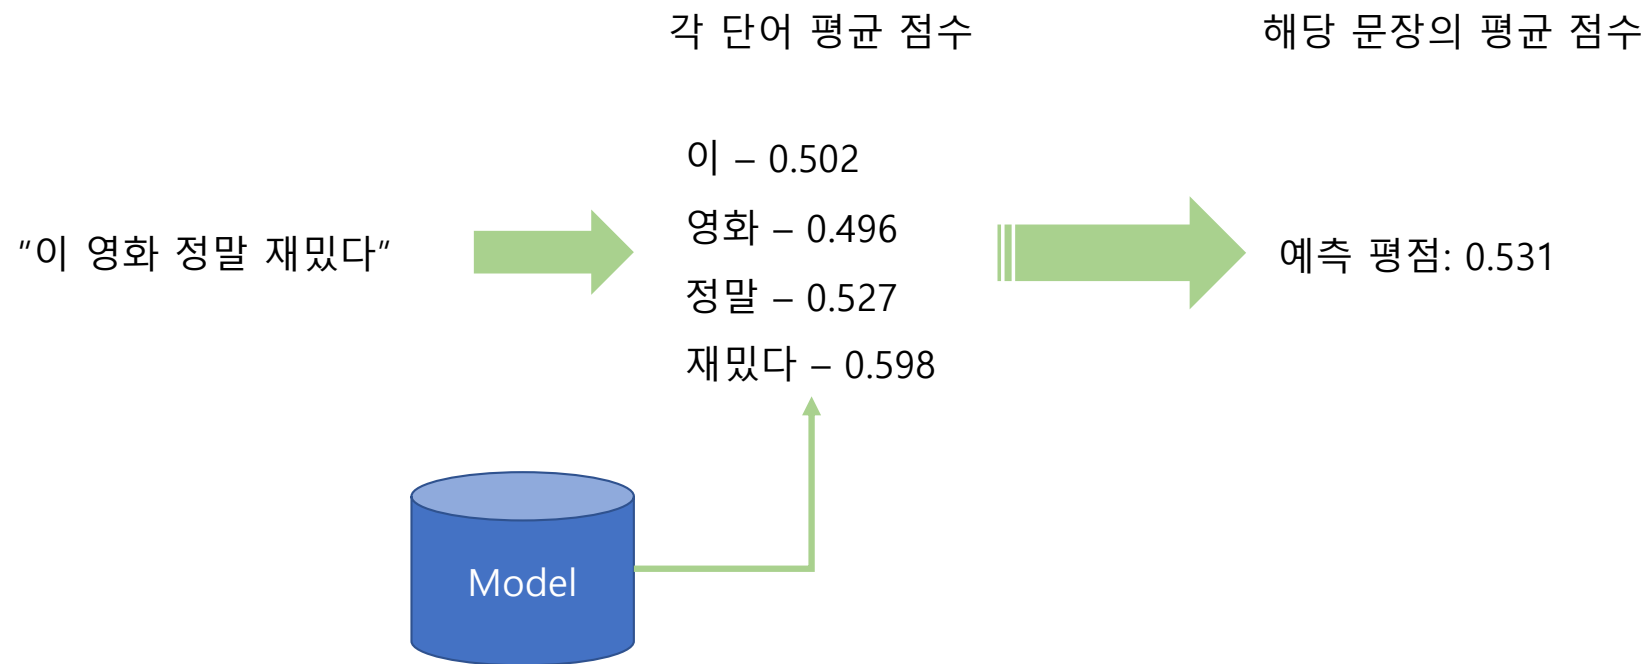 각 단어 평균 점수
해당 문장의 평균 점수
"이 영화 정말 재밌다"
이 – 0.502
영화 – 0.496
정말 – 0.527
재밌다 – 0.598
예측 평점: 0.531
Model